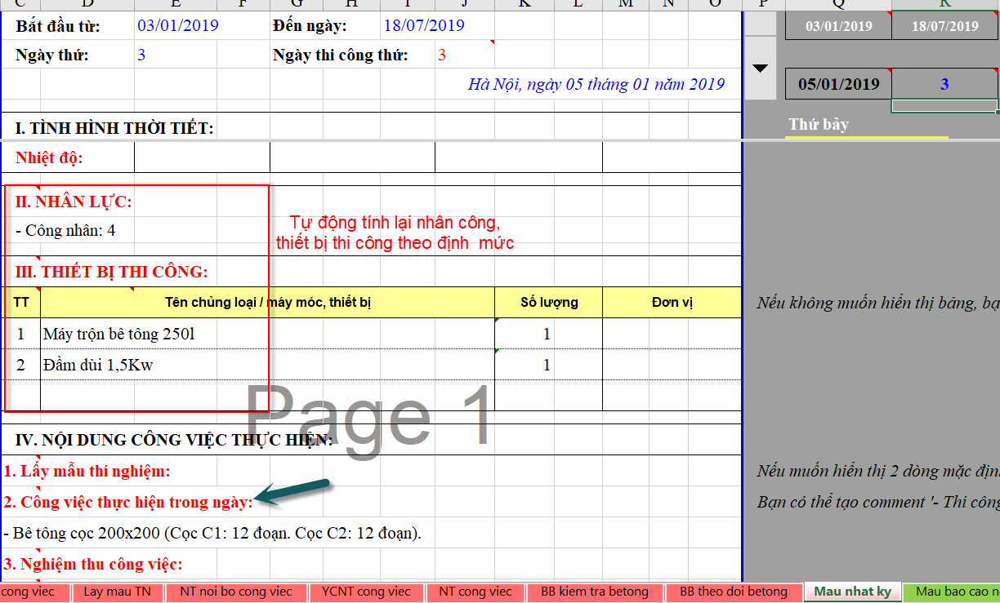 C D E F G H I J K L M N O P Q R
Bắt đầu từ: 03/01/2019 Đến ngày: 18/07/2019 03/01/2019 18/07/2019
Ngày thứ: 3 Ngày thi công thứ: 3
Hà Nội, ngày 05 tháng 01 năm 2019 05/01/2019 3
I. TÌNH HÌNH THỜI TIẾT: Thứ bảy
Nhiệt độ:
II. NHÂN LỰC:
- Công nhân: 4
Tự động tính lại nhân công,
thiết bị thi công theo định mức
III. THIẾT BỊ THI CÔNG:
TT Tên chủng loại / máy móc, thiết bị Số lượng Đơn vị Nếu không muốn hiển thị bảng, bạ
1 Máy trộn bê tông 250l 1
2 Đầm dùi 1,5Kw 1
Page 1
IV. NỘI DUNG CÔNG VIỆC THỰC HIỆN:
1. Lấy mẫu thí nghiệm: Nếu muốn hiển thị 2 dòng mặc địn
2. Công việc thực hiện trong ngày: Bạn có thể tạo comment '- Thi công
- Bê tông cọc 200x200 (Cọc C1: 12 đoạn. Cọc C2: 12 đoạn).
3. Nghiệm thu công việc:
cong viec Lay mau TN NT noi bo cong viec YCNT cong viec NT cong viec BB kiem tra betong BB theo doi betong Mau nhat ky Mau bao cao n